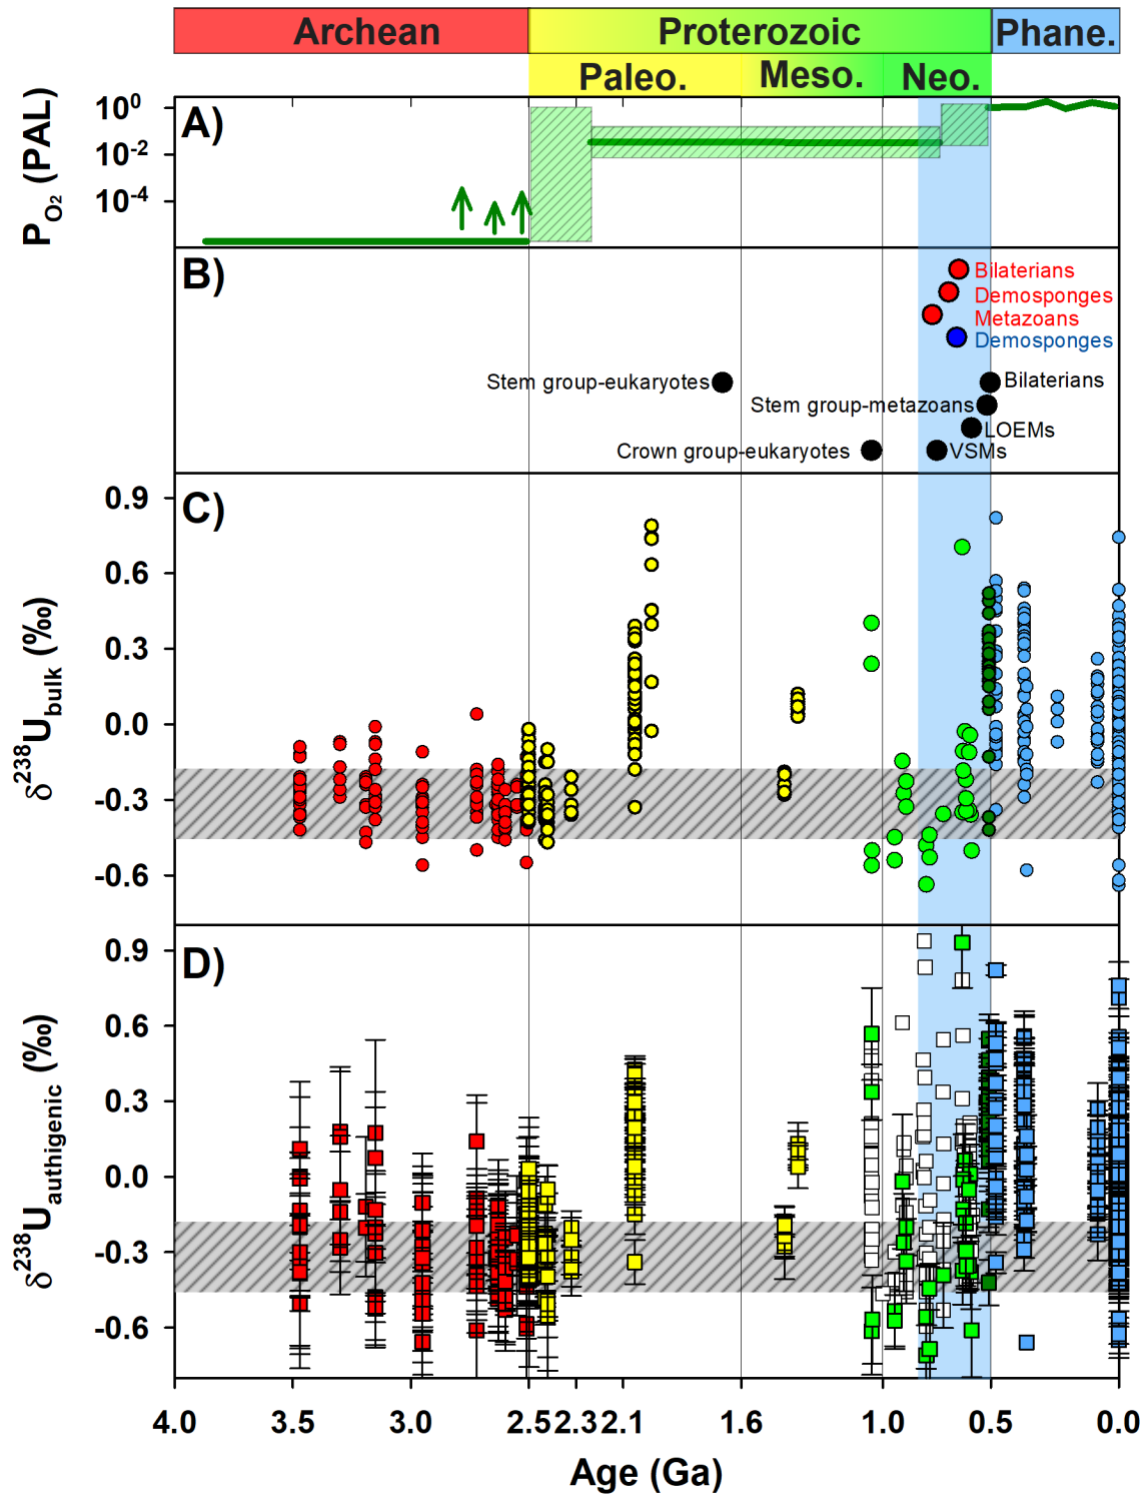 Archean Proterozoic Phane.
Paleo. Meso. Neo.
A)
P_O2 (PAL)
10^0
10^-2
10^-4
B)
Bilaterians
Demosponges
Metazoans
Demosponges
Stem group-eukaryotes
Bilaterians
Stem group-metazoans
LOEMs
Crown group-eukaryotes
VSMs
C)
δ^238U_bulk (‰)
0.9
0.6
0.3
0.0
-0.3
-0.6
D)
δ^238U_authigenic (‰)
0.9
0.6
0.3
0.0
-0.3
-0.6
4.0 3.5 3.0 2.5 2.3 2.1 1.6 1.0 0.5 0.0
Age (Ga)